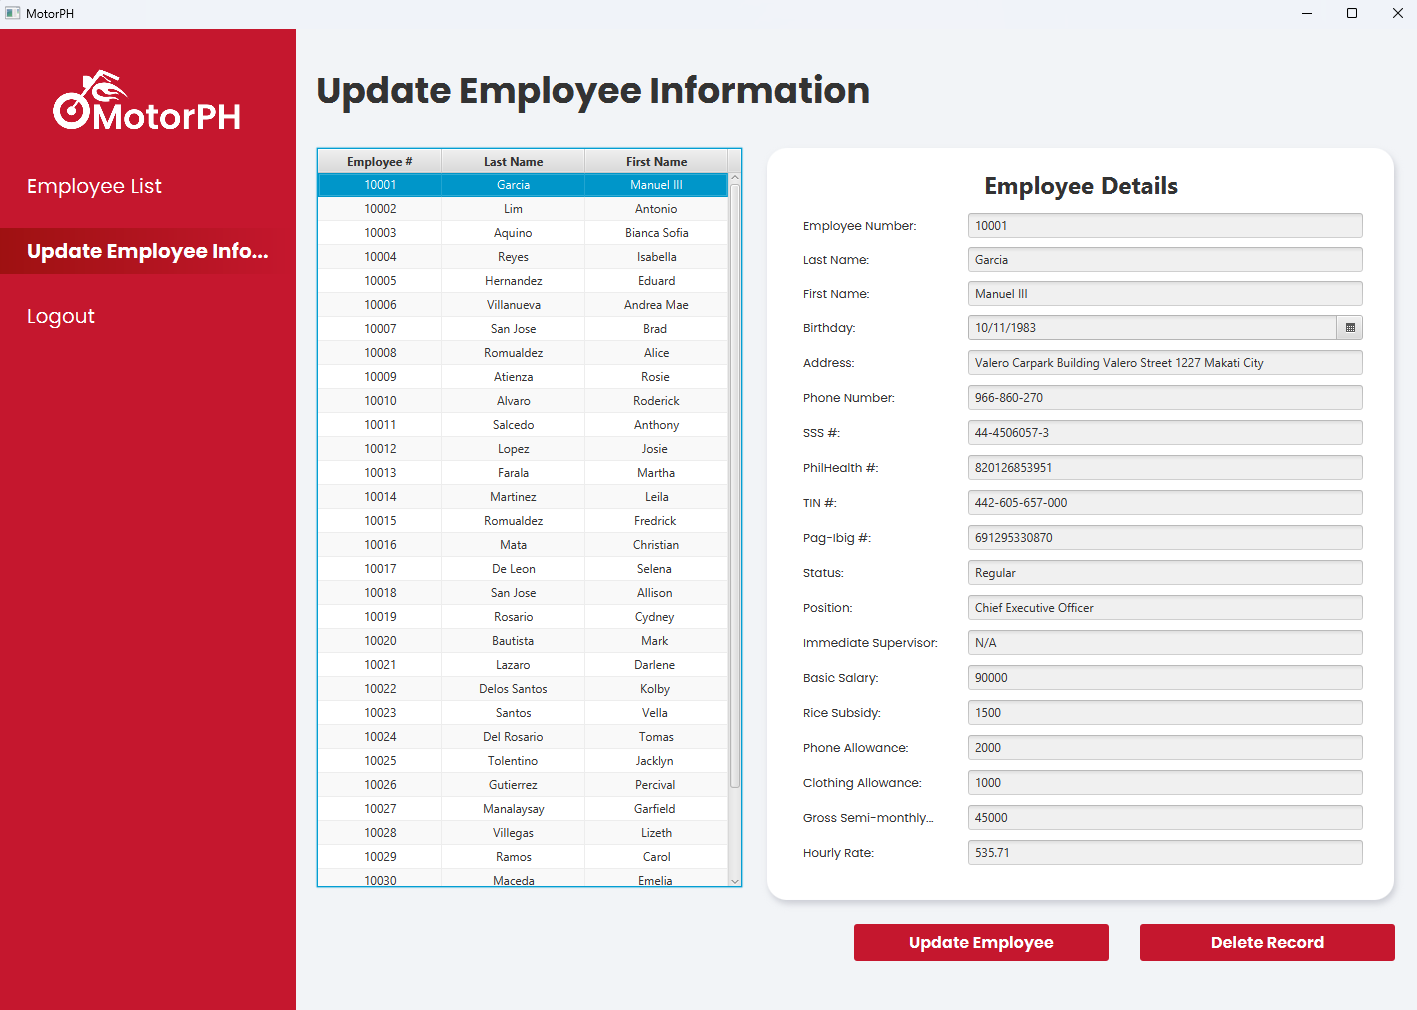 MotorPH
MotorPH
Employee List
Update Employee Info...
Logout
Update Employee Information
Employee # Last Name First Name
10001 Garcia Manuel III
10002 Lim Antonio
10003 Aquino Bianca Sofia
10004 Reyes Isabella
10005 Hernandez Eduard
10006 Villanueva Andrea Mae
10007 San Jose Brad
10008 Romualdez Alice
10009 Atienza Rosie
10010 Alvaro Roderick
10011 Salcedo Anthony
10012 Lopez Josie
10013 Farala Martha
10014 Martinez Leila
10015 Romualdez Fredrick
10016 Mata Christian
10017 De Leon Selena
10018 San Jose Allison
10019 Rosario Cydney
10020 Bautista Mark
10021 Lazaro Darlene
10022 Delos Santos Kolby
10023 Santos Vella
10024 Del Rosario Tomas
10025 Tolentino Jacklyn
10026 Gutierrez Percival
10027 Manalaysay Garfield
10028 Villegas Lizeth
10029 Ramos Carol
10030 Maceda Emelia
Employee Details
Employee Number: 10001
Last Name: Garcia
First Name: Manuel III
Birthday: 10/11/1983
Address: Valero Carpark Building Valero Street 1227 Makati City
Phone Number: 966-860-270
SSS #: 44-4506057-3
PhilHealth #: 820126853951
TIN #: 442-605-657-000
Pag-Ibig #: 691295330870
Status: Regular
Position: Chief Executive Officer
Immediate Supervisor: N/A
Basic Salary: 90000
Rice Subsidy: 1500
Phone Allowance: 2000
Clothing Allowance: 1000
Gross Semi-monthly... 45000
Hourly Rate: 535.71
Update Employee Delete Record